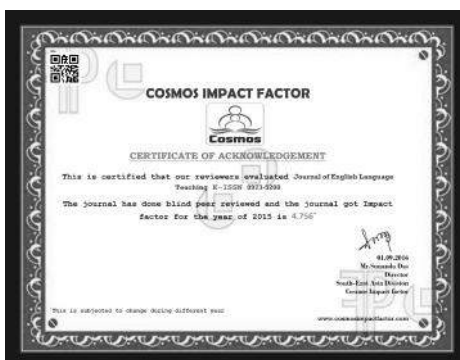 COSMOS IMPACT FACTOR
Cosmos
CERTIFICATE OF ACKNOWLEDGEMENT
This is certified that our reviewers evaluated Journal of English Language
Teaching
The journal has done blind peer reviewed and the journal got Impact
factor for the year of 2015 is 4.756
01.09.2016
Director
South-East Asia Division
Cosmos Impact Factor
This is subjected to change during different year
www.cosmosimpactfactor.com